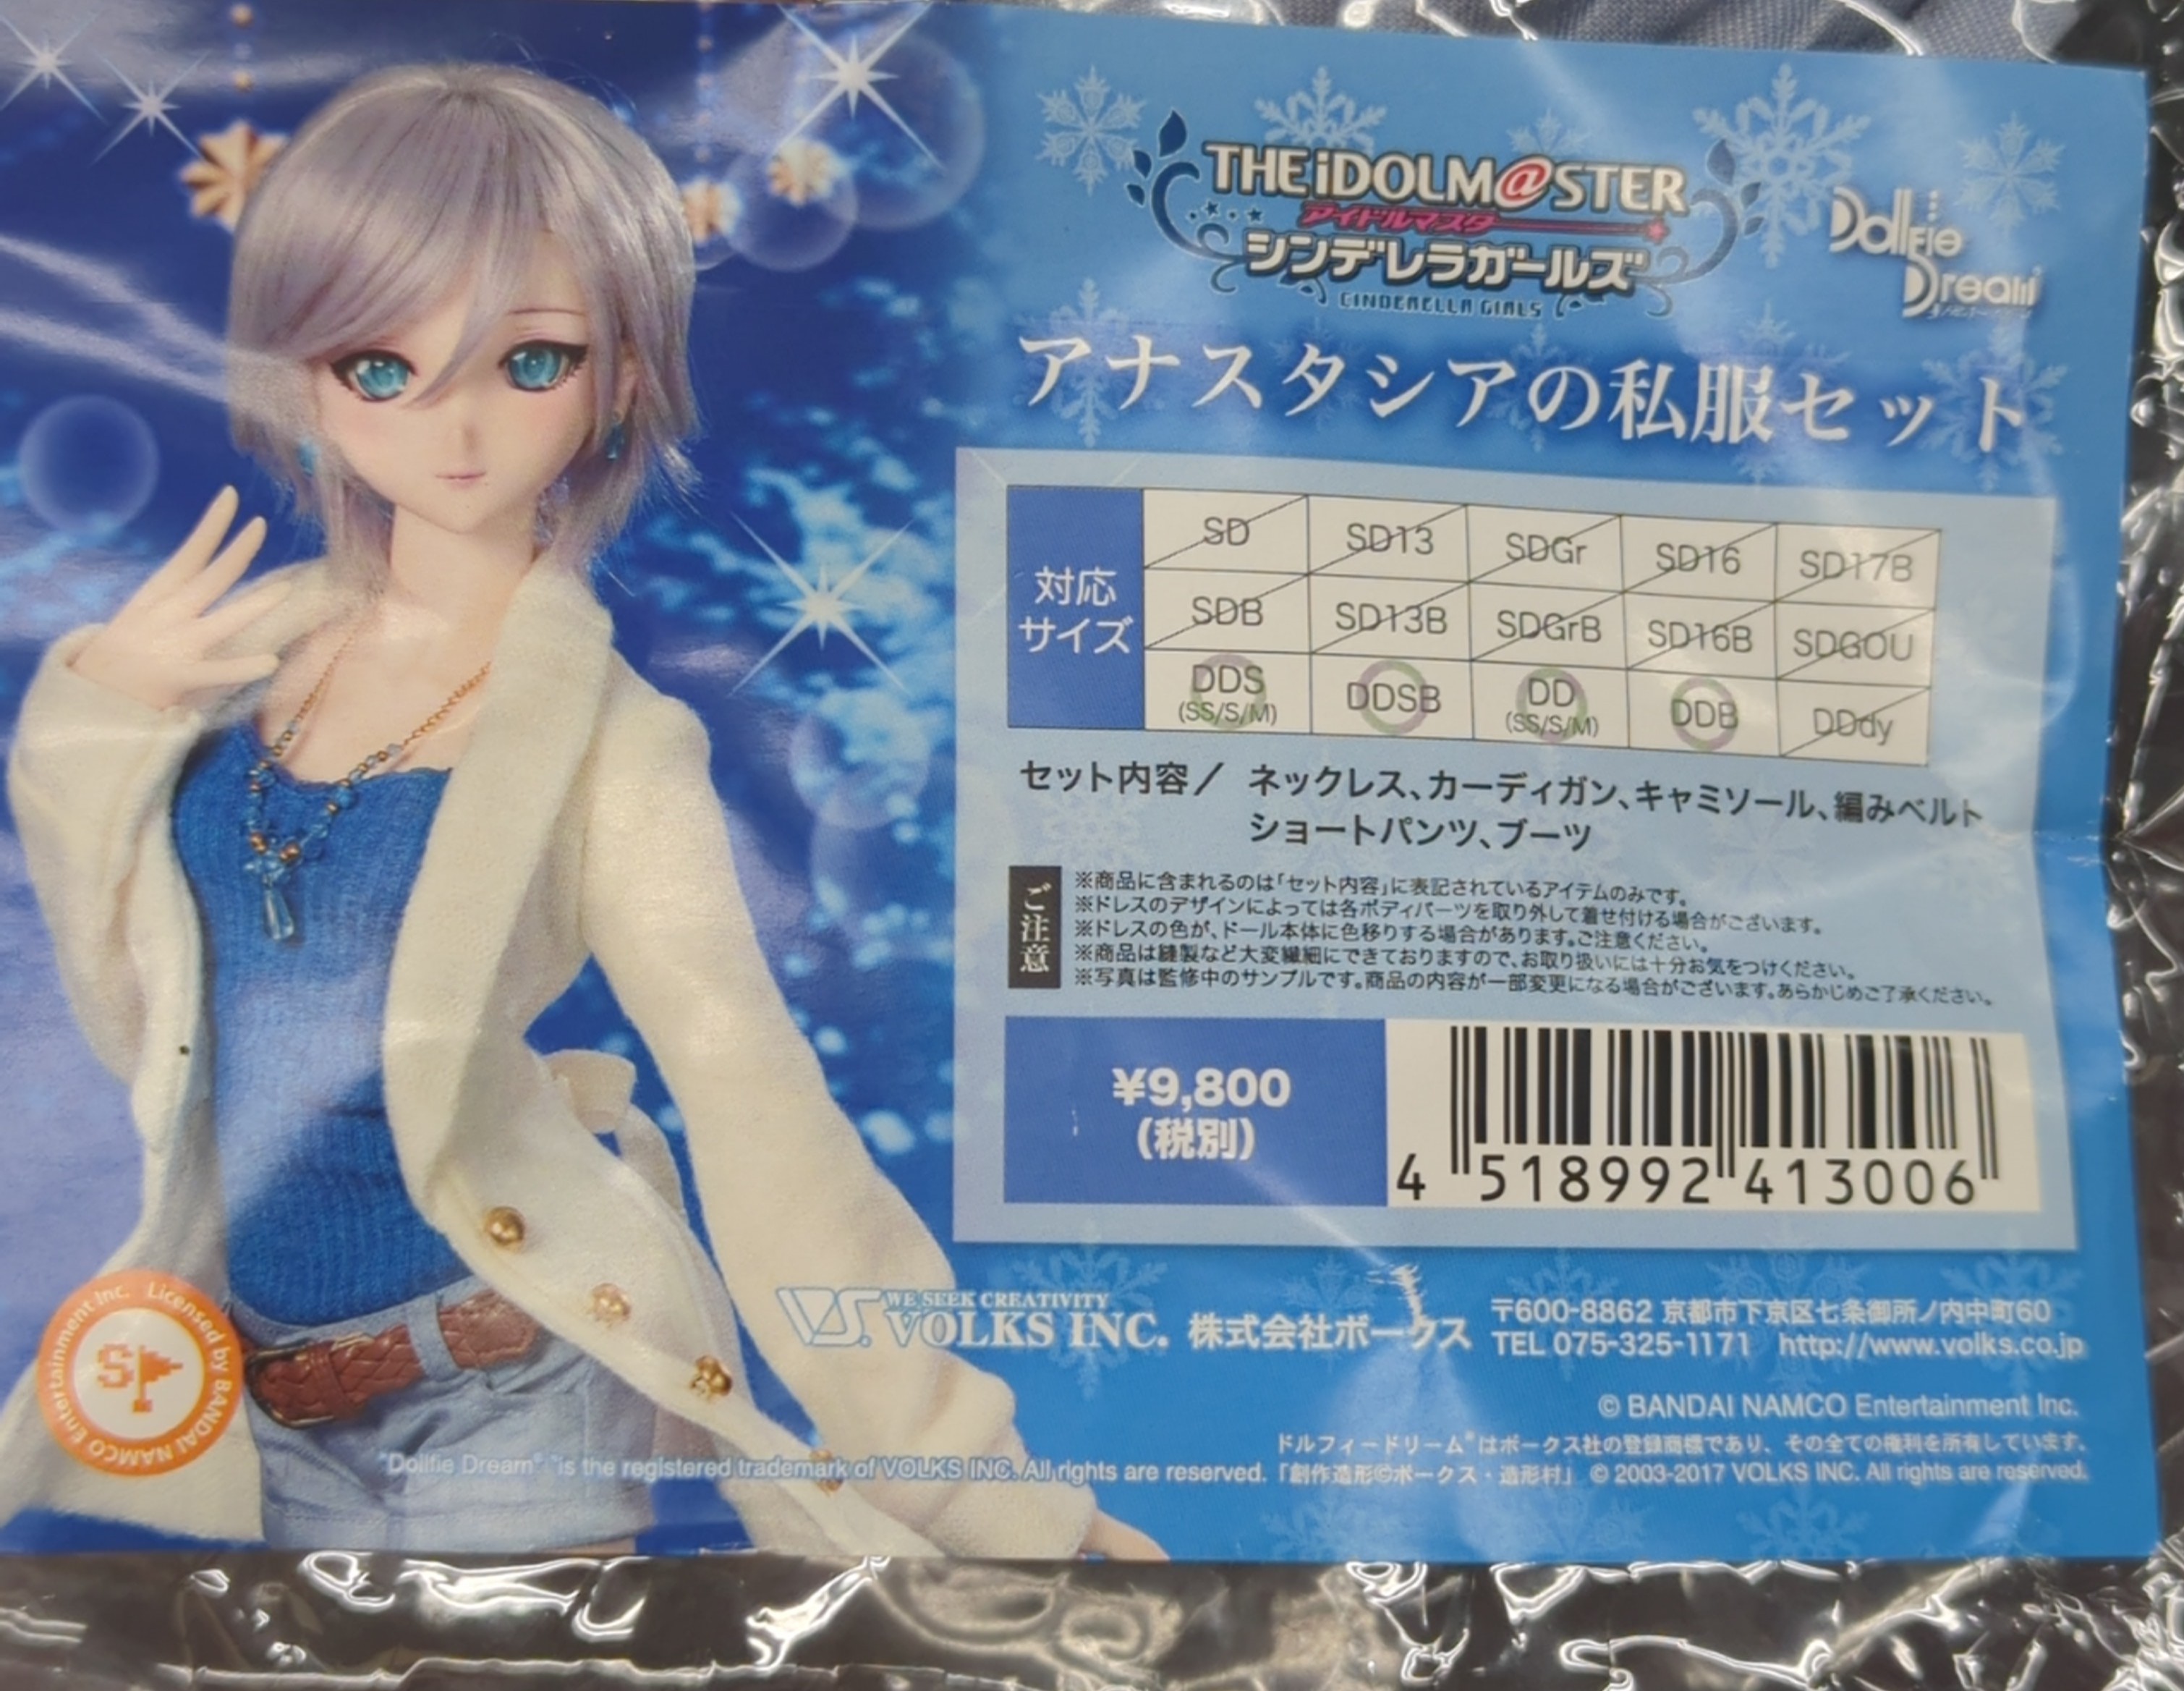 THE iDOLM@STER
アイドルマスター
シンデレラガールズ
CINDERELLA GIRLS
Dollfie Dream
アナスタシアの私服セット
対応サイズ
SD SD13 SDGr SD16 SD17B
SDB SD13B SDGrB SD16B SDGOU
DDS (SS/S/M) DDSB DD (SS/S/M) DDB DDdy
セット内容/ ネックレス、カーディガン、キャミソール、編みベルト
ショートパンツ、ブーツ
ご注意
※商品に含まれるのは「セット内容」に表記されているアイテムのみです。
※ドレスのデザインによっては各ボディパーツを取り外して着せ付ける場合がございます。
※ドレスの色が、ドール本体に色移りする場合があります。ご注意ください。
※商品は縫製など大変繊細にできておりますので、お取り扱いには十分お気をつけください。
※写真は監修中のサンプルです。商品の内容が一部変更になる場合がございます。あらかじめご了承ください。
¥9,800
(税別)
4 518992 413006
Licensed by BANDAI NAMCO Entertainment Inc.
VS. WE SEEK CREATIVITY
VOLKS INC. 株式会社ボークス
〒600-8862 京都市下京区七条御所ノ内中町60
TEL 075-325-1171 http://www.volks.co.jp
© BANDAI NAMCO Entertainment Inc.
ドルフィードリーム®はボークス社の登録商標であり、その全ての権利を所有しています。
"Dollfie Dream® "is the registered trademark of VOLKS INC. All rights are reserved.「創作造形©ボークス・造形村」 © 2003-2017 VOLKS INC. All rights are reserved.